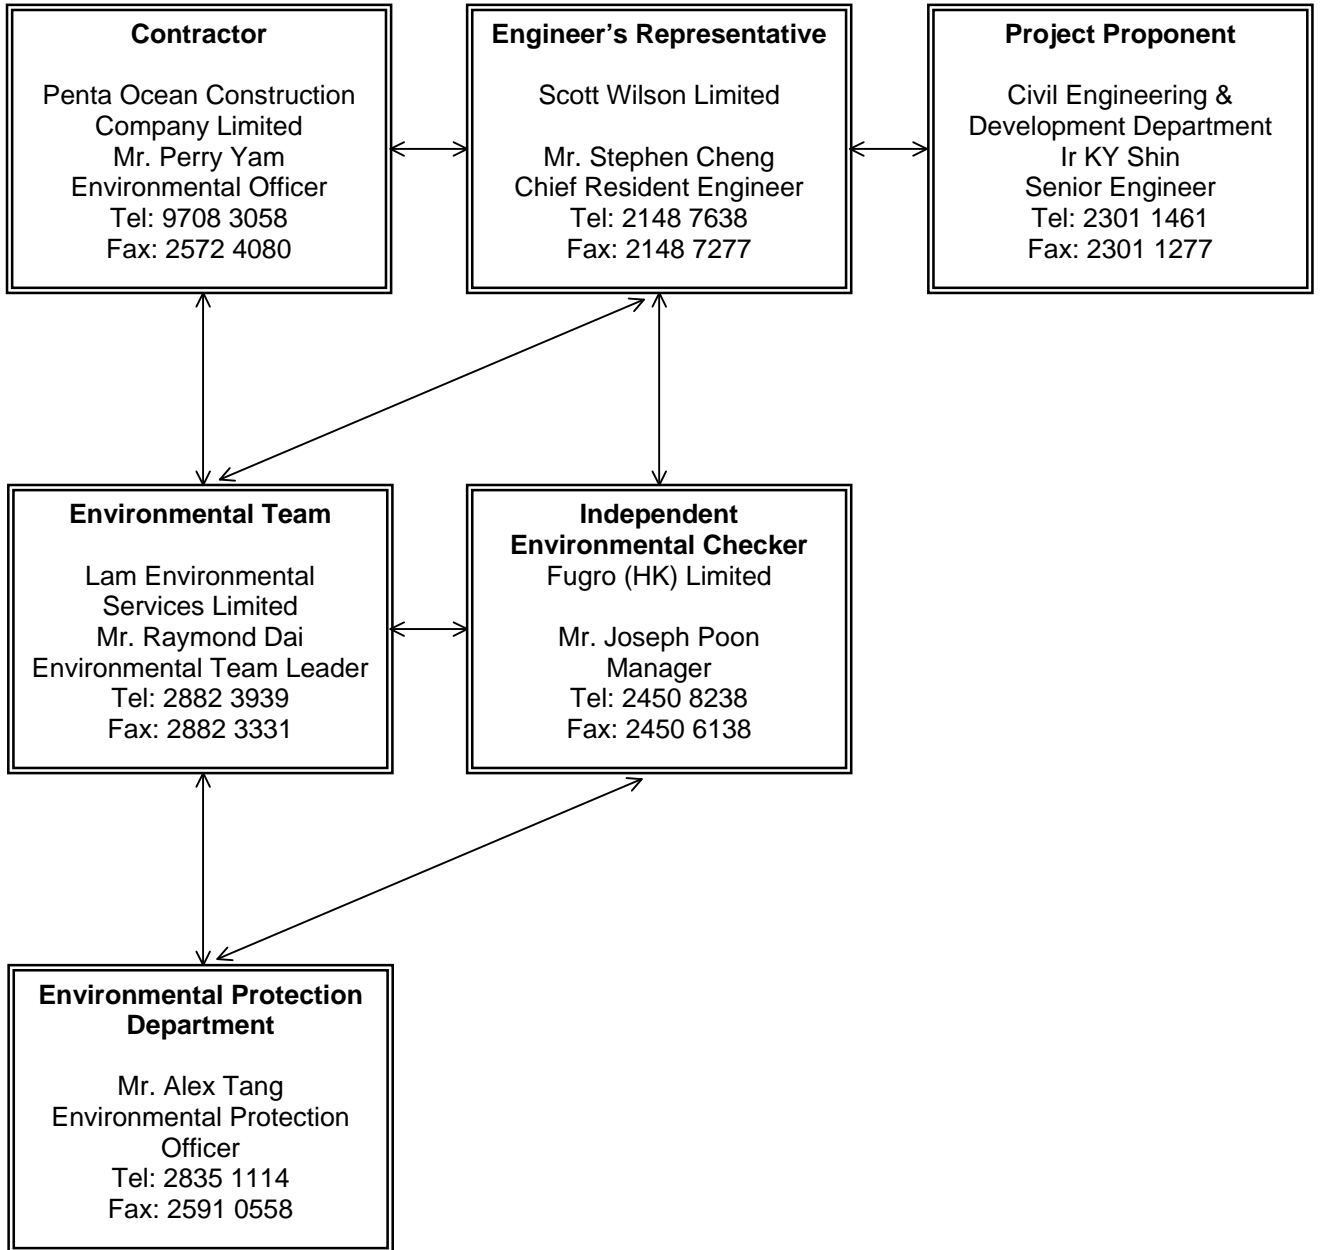 Contractor
Penta Ocean Construction
Company Limited
Mr. Perry Yam
Environmental Officer
Tel: 9708 3058
Fax: 2572 4080
Engineer's Representative
Scott Wilson Limited
Mr. Stephen Cheng
Chief Resident Engineer
Tel: 2148 7638
Fax: 2148 7277
Project Proponent
Civil Engineering &
Development Department
Ir KY Shin
Senior Engineer
Tel: 2301 1461
Fax: 2301 1277
Environmental Team
Lam Environmental
Services Limited
Mr. Raymond Dai
Environmental Team Leader
Tel: 2882 3939
Fax: 2882 3331
Independent
Environmental Checker
Fugro (HK) Limited
Mr. Joseph Poon
Manager
Tel: 2450 8238
Fax: 2450 6138
Environmental Protection
Department
Mr. Alex Tang
Environmental Protection
Officer
Tel: 2835 1114
Fax: 2591 0558